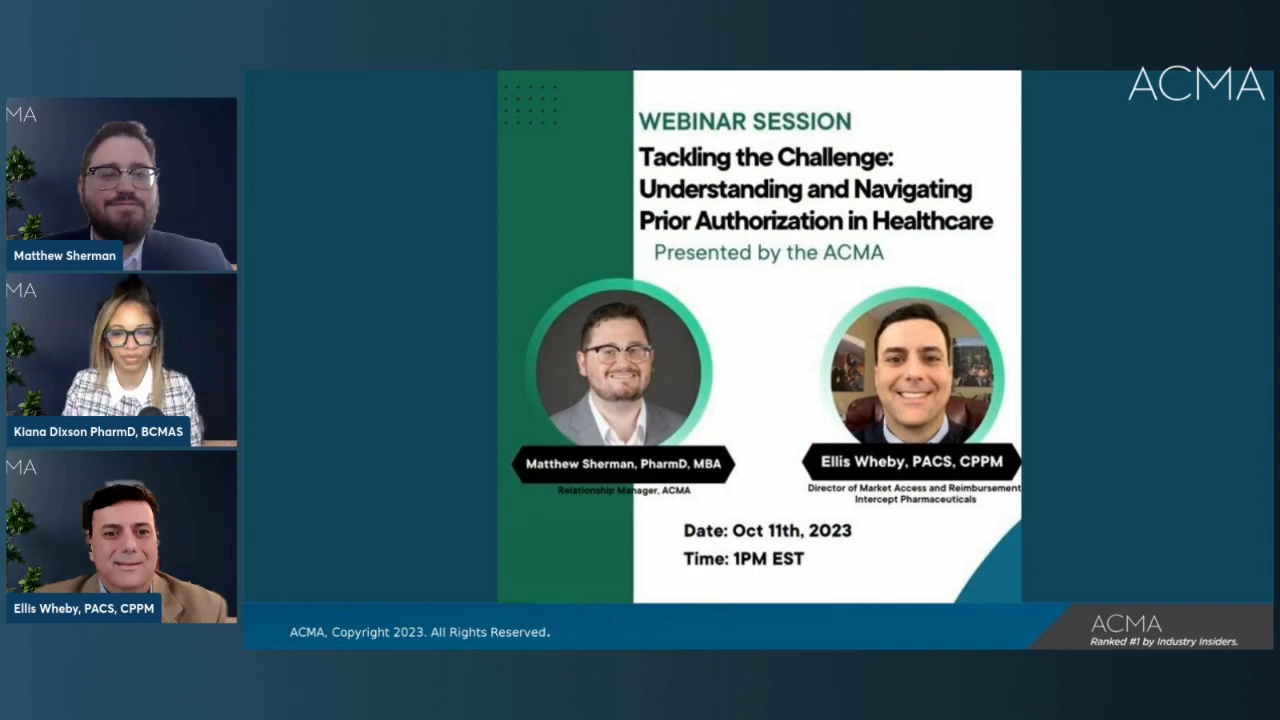 ACMA
MA
Matthew Sherman
MA
Kiana Dixson PharmD, BCMAS
MA
Ellis Wheby, PACS, CPPM
WEBINAR SESSION
Tackling the Challenge:
Understanding and Navigating
Prior Authorization in Healthcare
Presented by the ACMA
Matthew Sherman, PharmD, MBA
Relationship Manager, ACMA
Ellis Wheby, PACS, CPPM
Director of Market Access and Reimbursement
Intercept Pharmaceuticals
Date: Oct 11th, 2023
Time: 1PM EST
ACMA, Copyright 2023. All Rights Reserved.
ACMA
Ranked #1 by Industry Insiders.